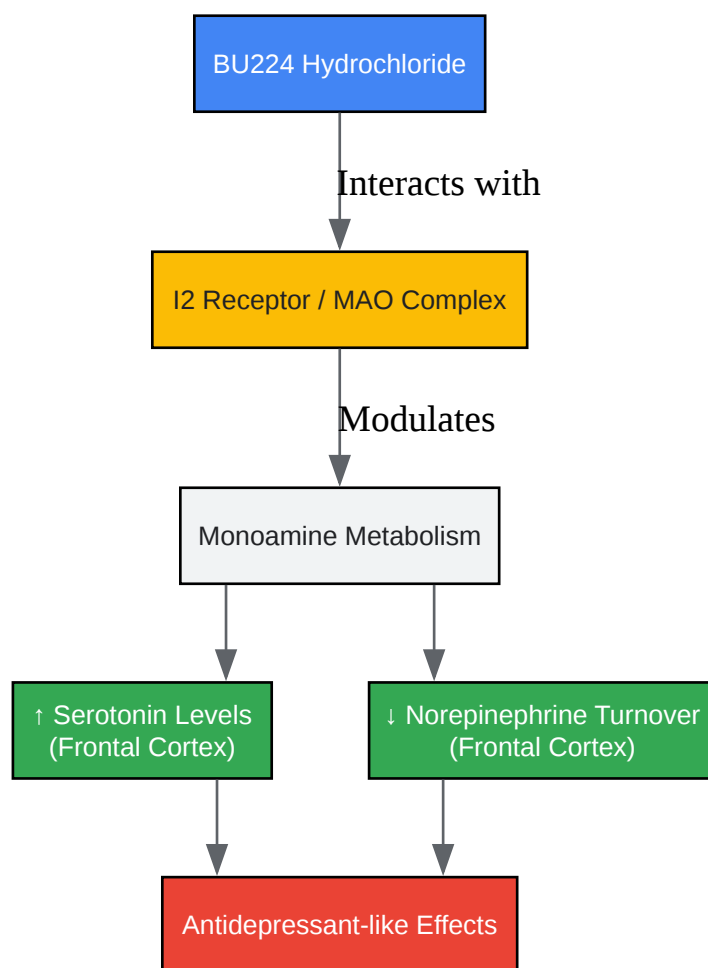 BU224 Hydrochloride
Interacts with
I2 Receptor / MAO Complex
Modulates
Monoamine Metabolism
↑ Serotonin Levels
(Frontal Cortex)
↓ Norepinephrine Turnover
(Frontal Cortex)
Antidepressant-like Effects